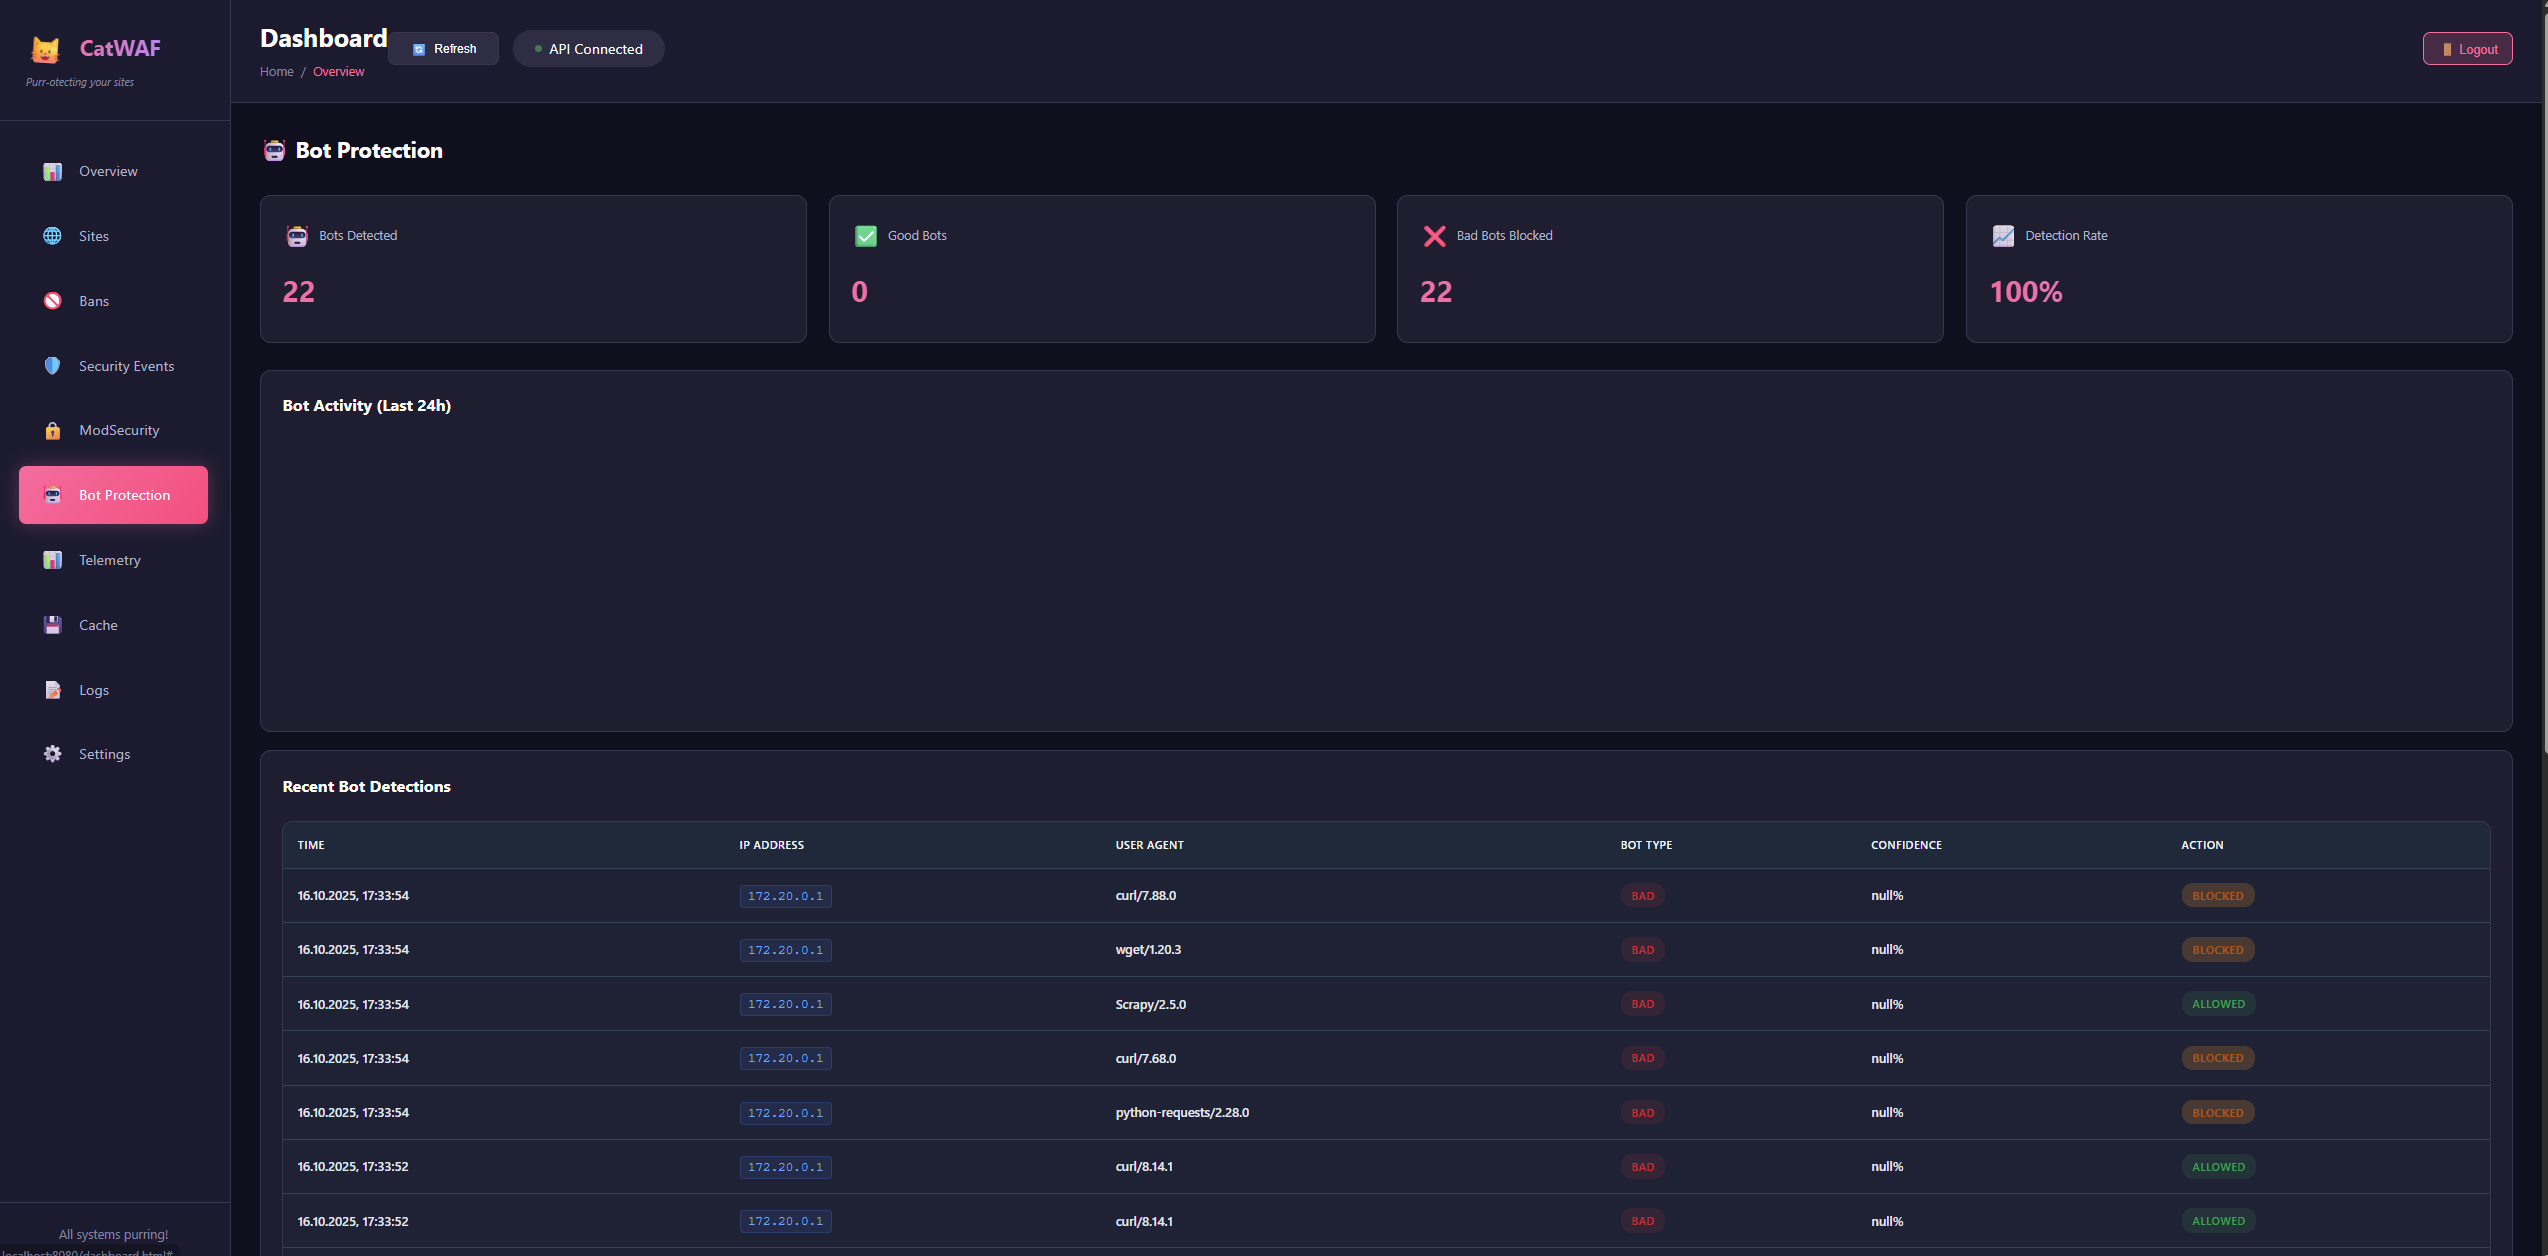 CatWAF
Purr-otecting your sites
Overview
Sites
Bans
Security Events
ModSecurity
Bot Protection
Telemetry
Cache
Logs
Settings
All systems purring!
localhost:8080/dashboard.html#
Dashboard
Home / Overview
Refresh
API Connected
Logout
Bot Protection
Bots Detected
22
Good Bots
0
Bad Bots Blocked
22
Detection Rate
100%
Bot Activity (Last 24h)
Recent Bot Detections
TIME IP ADDRESS USER AGENT BOT TYPE CONFIDENCE ACTION
16.10.2025, 17:33:54 172.20.0.1 curl/7.88.0 BAD null% BLOCKED
16.10.2025, 17:33:54 172.20.0.1 wget/1.20.3 BAD null% BLOCKED
16.10.2025, 17:33:54 172.20.0.1 Scrapy/2.5.0 BAD null% ALLOWED
16.10.2025, 17:33:54 172.20.0.1 curl/7.68.0 BAD null% BLOCKED
16.10.2025, 17:33:54 172.20.0.1 python-requests/2.28.0 BAD null% BLOCKED
16.10.2025, 17:33:52 172.20.0.1 curl/8.14.1 BAD null% ALLOWED
16.10.2025, 17:33:52 172.20.0.1 curl/8.14.1 BAD null% ALLOWED